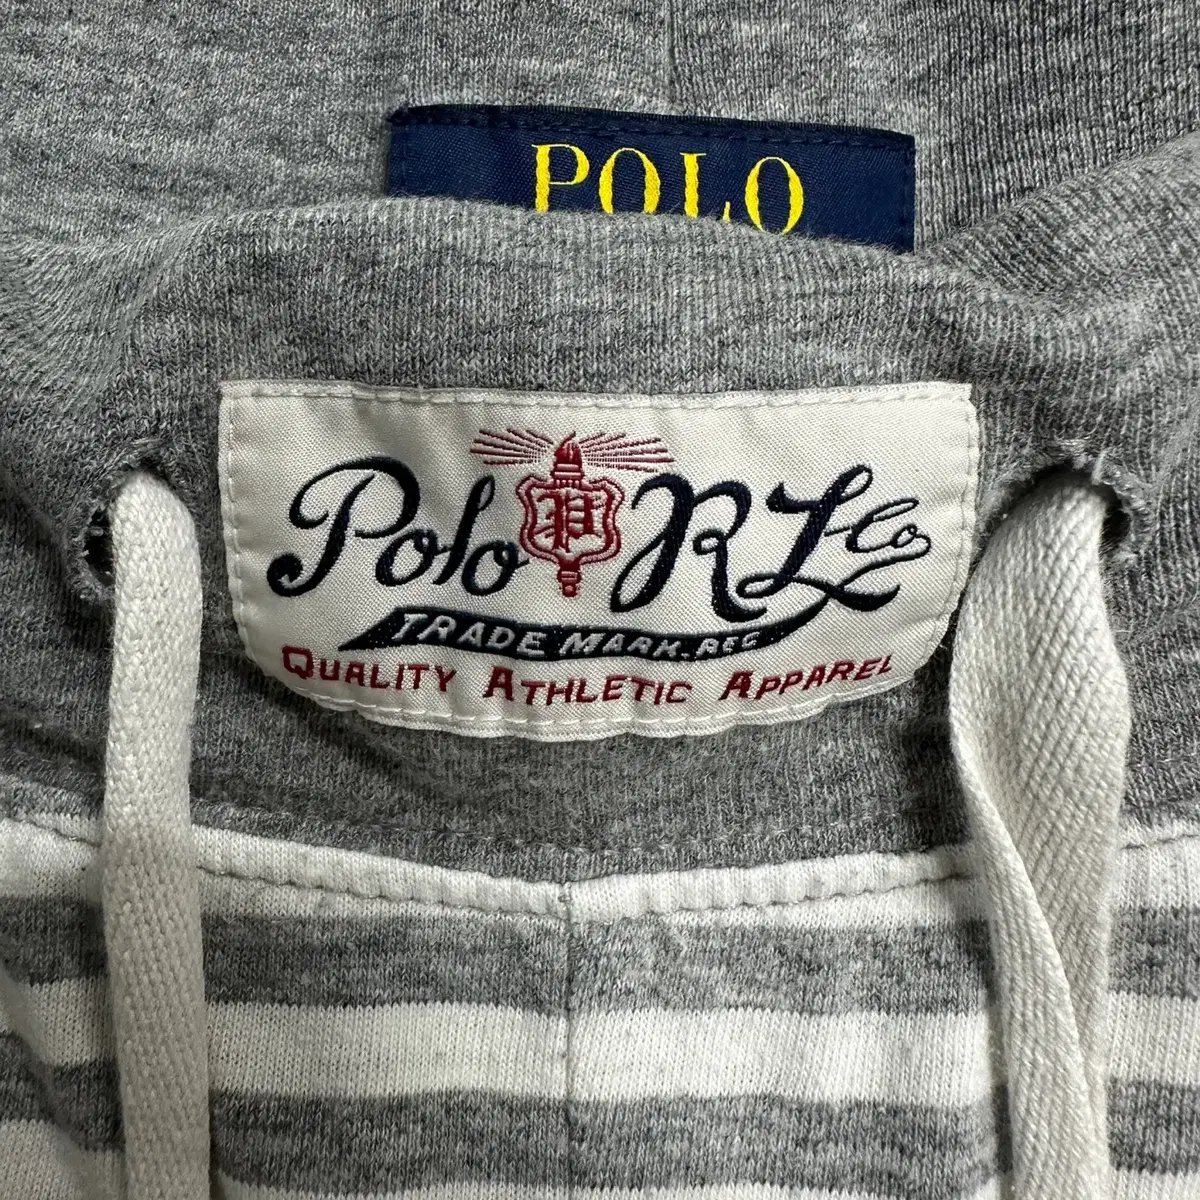 POLO
Polo P RL Co
TRADE MARK. REG
QUALITY ATHLETIC APPAREL